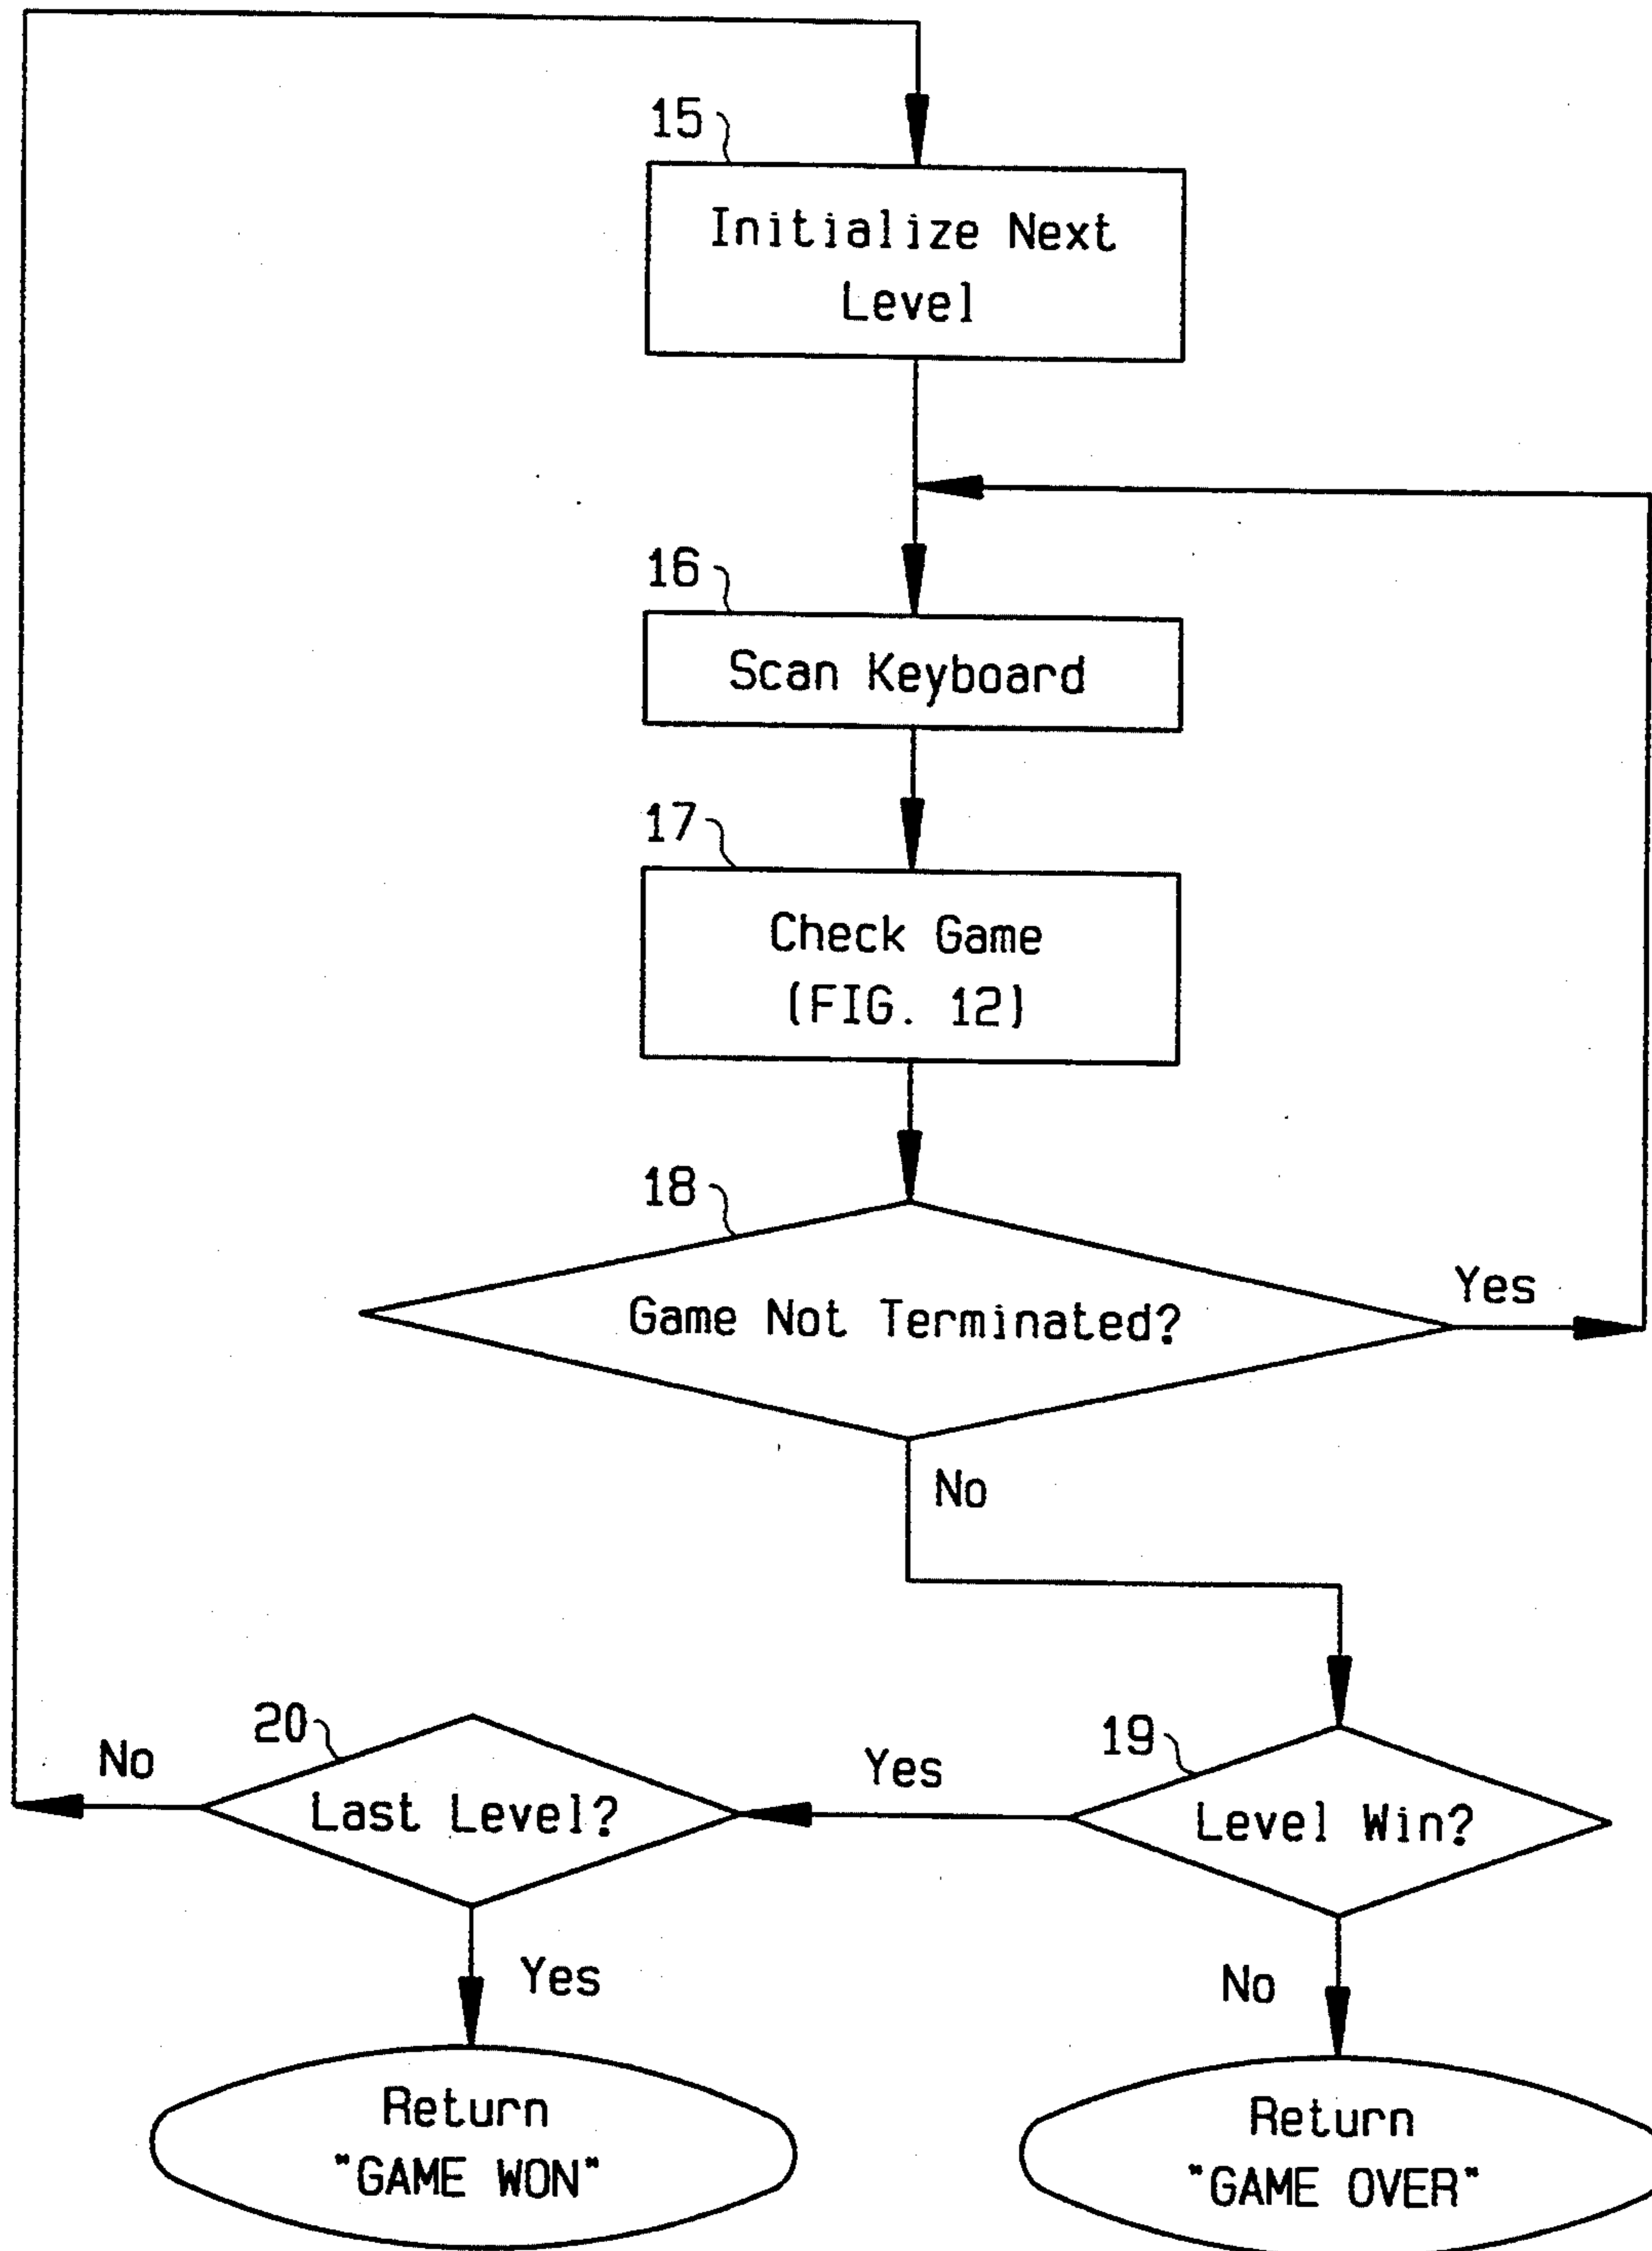 15
Initialize Next
Level
16
Scan Keyboard
17
Check Game
(FIG. 12)
18
Game Not Terminated?
Yes
No
20
No
Last Level?
Yes
19
Level Win?
Yes
No
Return
"GAME WON"
Return
"GAME OVER"